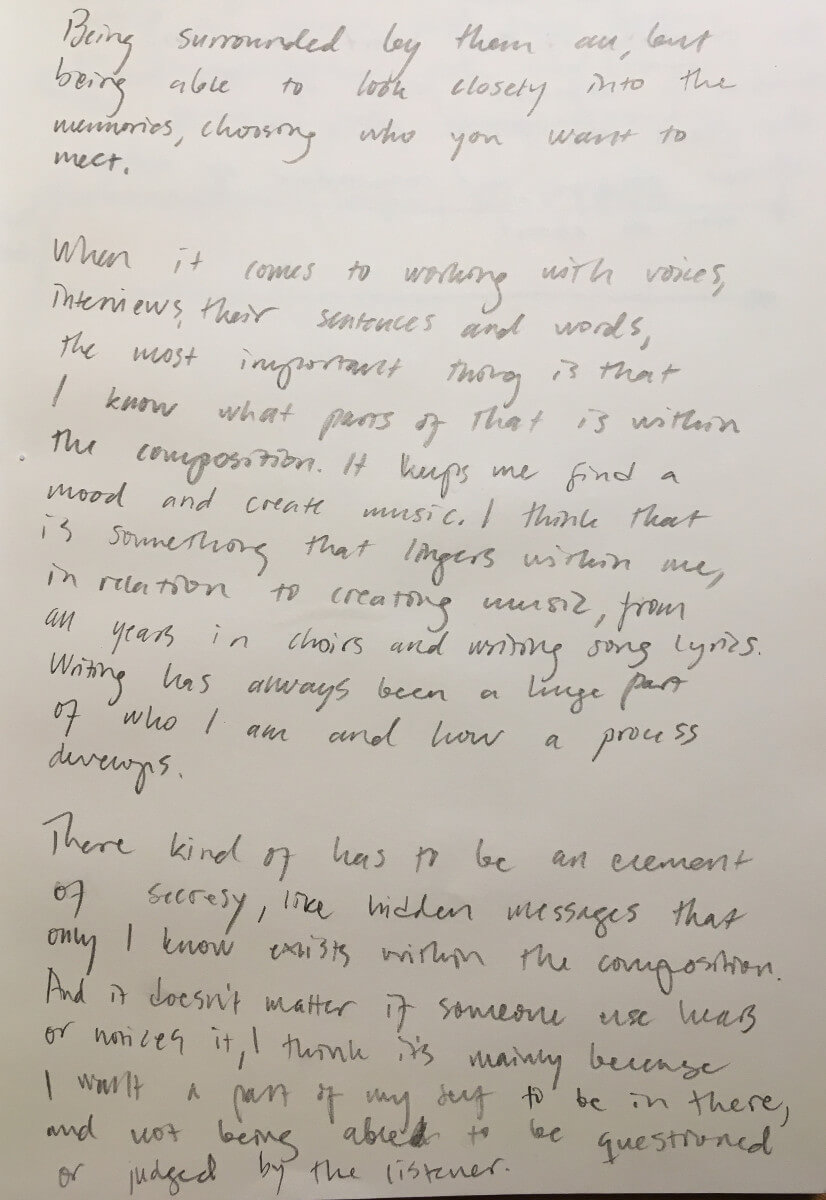 Being surrounded by them all, but
being able to look closely into the
memories, choosing who you want to
meet.
When it comes to working with voices,
interviews, their sentences and words,
the most important thing is that
I know what parts of that is within
the composition. It helps me find a
mood and create music. I think that
is something that lingers within me,
in relation to creating music, from
all years in choirs and writing song lyrics.
Writing has always been a huge part
of who I am and how a process
develops.
There kind of has to be an element
of secresy, like hidden messages that
only I know exists within the composition.
And it doesn't matter if someone else hears
or notices it, I think it's mainly because
I want a part of my self to be in there,
and not being able to be questioned
or judged by the listener.